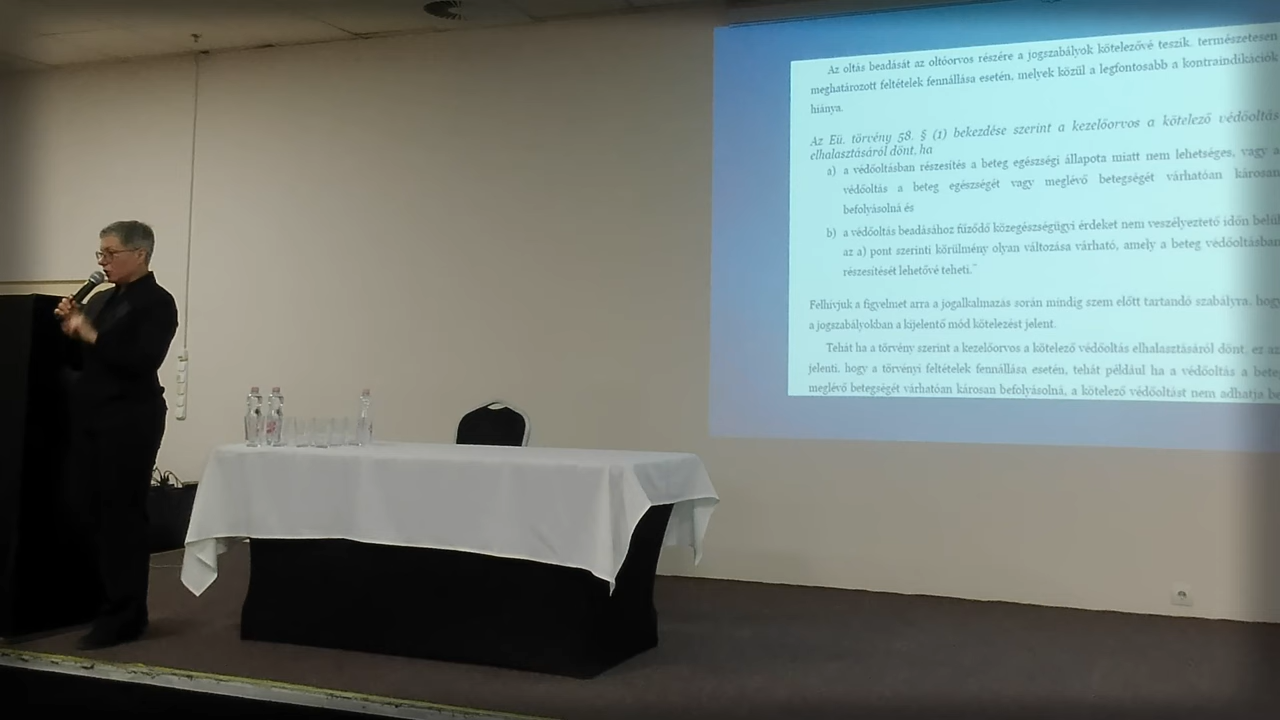 Az oltás beadását az oltóorvos részére a jogszabályok kötelezővé teszik, természetesen
meghatározott feltételek fennállása esetén, melyek közül a legfontosabb a kontraindikációk
hiánya.
Az Eü. törvény 58. § (1) bekezdése szerint a kezelőorvos a kötelező védőoltás
elhalasztásáról dönt, ha
a) a védőoltásban részesítés a beteg egészségi állapota miatt nem lehetséges, vagy a
védőoltás a beteg egészségét vagy meglévő betegségét várhatóan károsan
befolyásolná és
b) a védőoltás beadásához fűződő közegészségügyi érdeket nem veszélyeztető időn belül
az a) pont szerinti körülmény olyan változása várható, amely a beteg védőoltásban
részesítését lehetővé teheti."
Felhívjuk a figyelmet arra a jogalkalmazás során mindig szem előtt tartandó szabályra, hogy
a jogszabályokban a kijelentő mód kötelezést jelent.
Tehát ha a törvény szerint a kezelőorvos a kötelező védőoltás elhalasztásáról dönt, ez
jelenti, hogy a törvényi feltételek fennállása esetén, tehát például ha a védőoltás a
meglévő betegségét várhatóan károsan befolyásolná, a kötelező védőoltást nem adhatja be